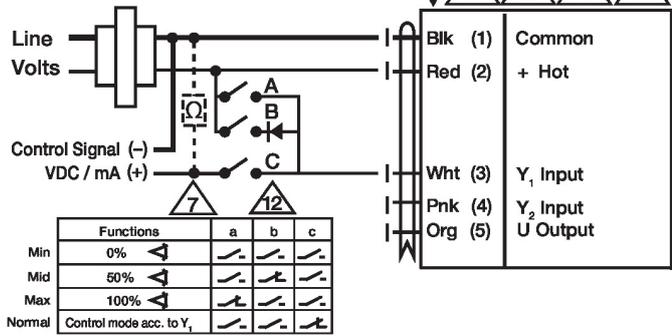 Line
Volts
Blk (1) Common
Red (2) + Hot
A
B
C
Ω
Control Signal (−)
VDC / mA (+)
Wht (3) Y1 Input
Pnk (4) Y2 Input
Org (5) U Output
7
12
Functions a b c
Min 0%
Mid 50%
Max 100%
Normal Control mode acc. to Y1